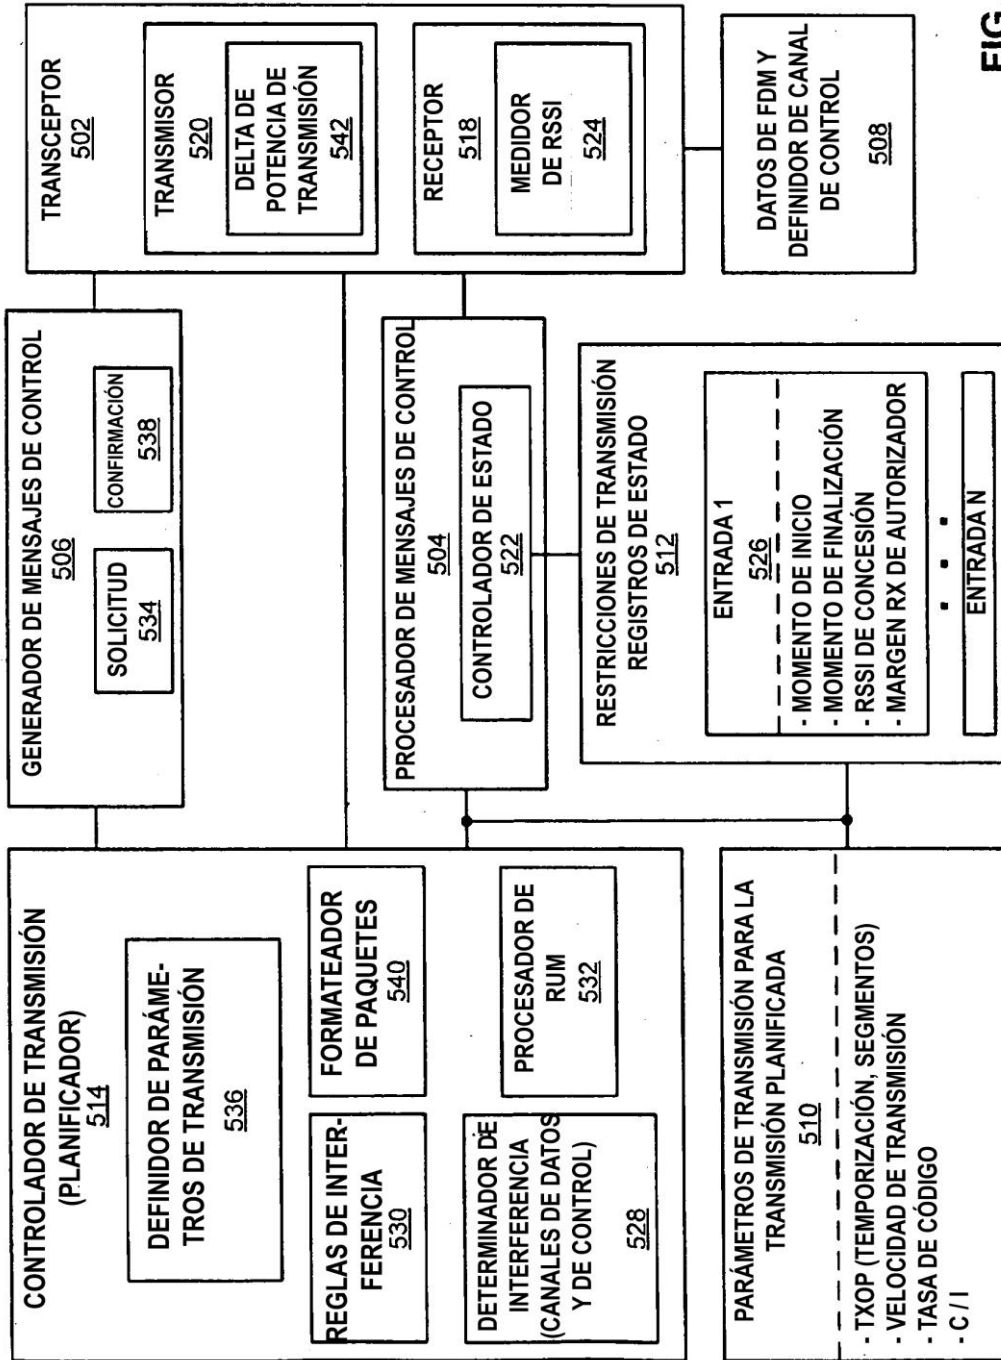 CONTROLADOR DE TRANSMISIÓN
(PLANIFICADOR)
514
DEFINIDOR DE PARÁME-
TROS DE TRANSMISIÓN
536
REGLAS DE INTER-
FERENCIA
530
FORMATEADOR
DE PAQUETES
540
DETERMINADOR DE
INTERFERENCIA
(CANALES DE DATOS
Y DE CONTROL)
528
PROCESADOR DE
RUM
532
GENERADOR DE MENSAJES DE CONTROL
506
SOLICITUD
534
CONFIRMACIÓN
538
TRANSCEPTOR
502
TRANSMISOR
520
DELTA DE
POTENCIA DE
TRANSMISIÓN
542
RECEPTOR
518
MEDIDOR
DE RSSI
524
PROCESADOR DE MENSAJES DE CONTROL
504
CONTROLADOR DE ESTADO
522
DATOS DE FDM Y
DEFINIDOR DE CANAL
DE CONTROL
508
PARÁMETROS DE TRANSMISIÓN PARA LA
TRANSMISIÓN PLANIFICADA
510
- TXOP (TEMPORIZACIÓN, SEGMENTOS)
- VELOCIDAD DE TRANSMISIÓN
- TASA DE CÓDIGO
- C / I
RESTRICCIONES DE TRANSMISIÓN
REGISTROS DE ESTADO
512
ENTRADA 1
526
- MOMENTO DE INICIO
- MOMENTO DE FINALIZACIÓN
- RSSI DE CONCESIÓN
- MARGEN RX DE AUTORIZADOR
ENTRADA N
FIG